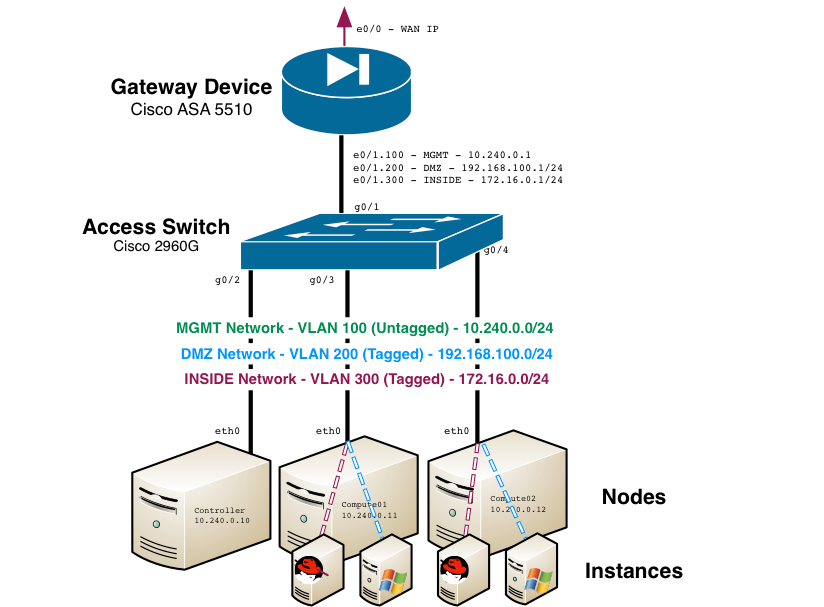 e0/0 - WAN IP
Gateway Device
Cisco ASA 5510
e0/1.100 - MGMT - 10.240.0.1
e0/1.200 - DMZ - 192.168.100.1/24
e0/1.300 - INSIDE - 172.16.0.1/24
g0/1
Access Switch
Cisco 2960G
g0/2
g0/3
g0/4
MGMT Network - VLAN 100 (Untagged) - 10.240.0.0/24
DMZ Network - VLAN 200 (Tagged) - 192.168.100.0/24
INSIDE Network - VLAN 300 (Tagged) - 172.16.0.0/24
eth0
eth0
eth0
Controller
10.240.0.10
Compute01
10.240.0.11
Compute02
10.240.0.12
Nodes
Instances